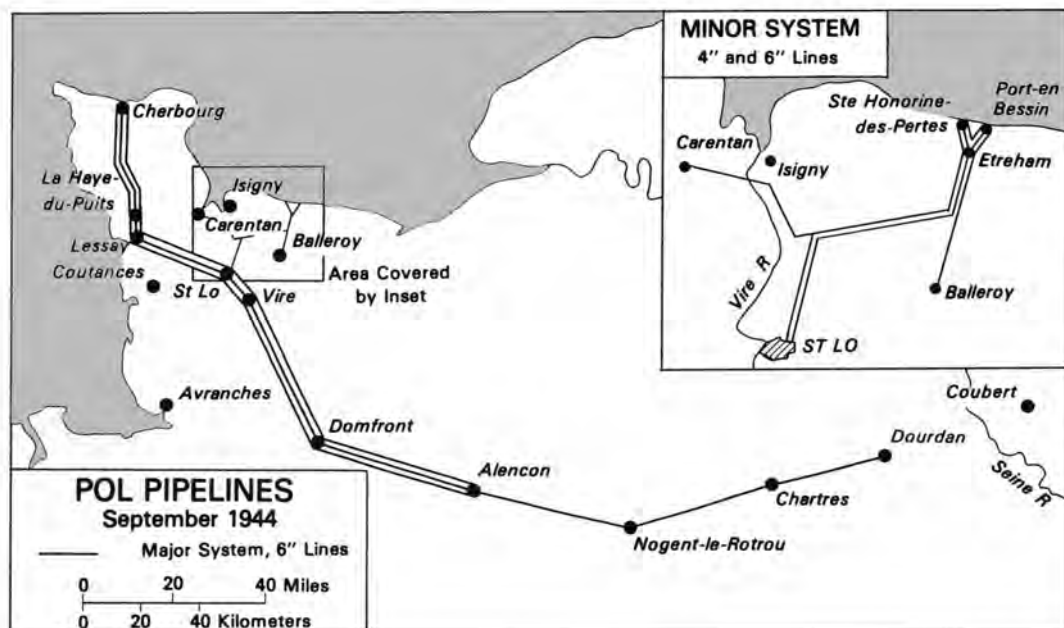 Cherbourg
La Haye-
du-Puits
Lessay
Coutances
Isigny
Carentan
Balleroy
St Lo
Vire
Area Covered
by Inset
Avranches
Domfront
Alencon
Nogent-le-Rotrou
Chartres
Dourdan
Coubert
Seine R
MINOR SYSTEM
4" and 6" Lines
Ste Honorine-
des-Pertes
Port-en
Bessin
Carentan
Isigny
Etreham
Vire R
Balleroy
ST LO
POL PIPELINES
September 1944
Major System, 6" Lines
0 20 40 Miles
0 20 40 Kilometers